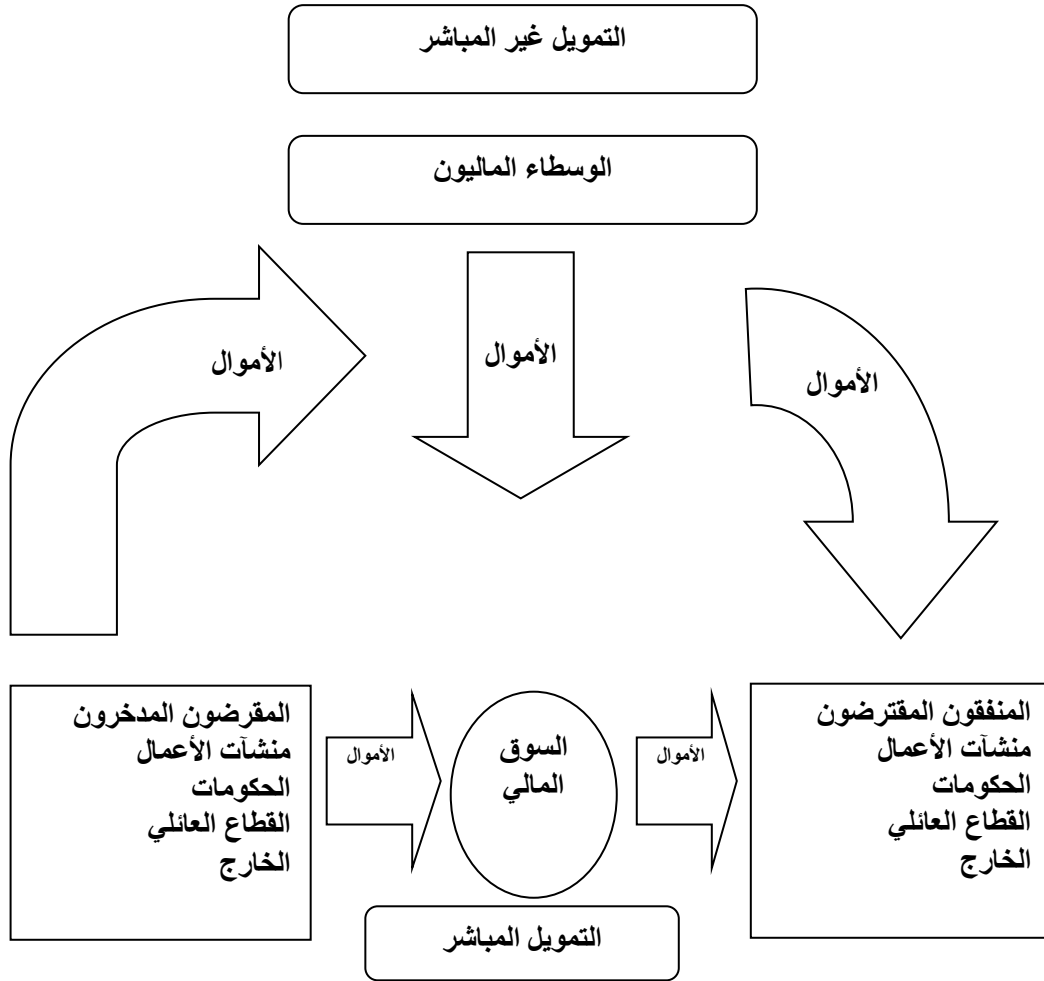 التمويل غير المباشر
الوسطاء الماليون
الأموال
الأموال
الأموال
المنفقون المقترضون
منشآت الأعمال
الحكومات
القطاع العائلي
الخارج
الأموال
السوق
المالي
الأموال
المقرضون المدخرون
منشآت الأعمال
الحكومات
القطاع العائلي
الخارج
التمويل المباشر